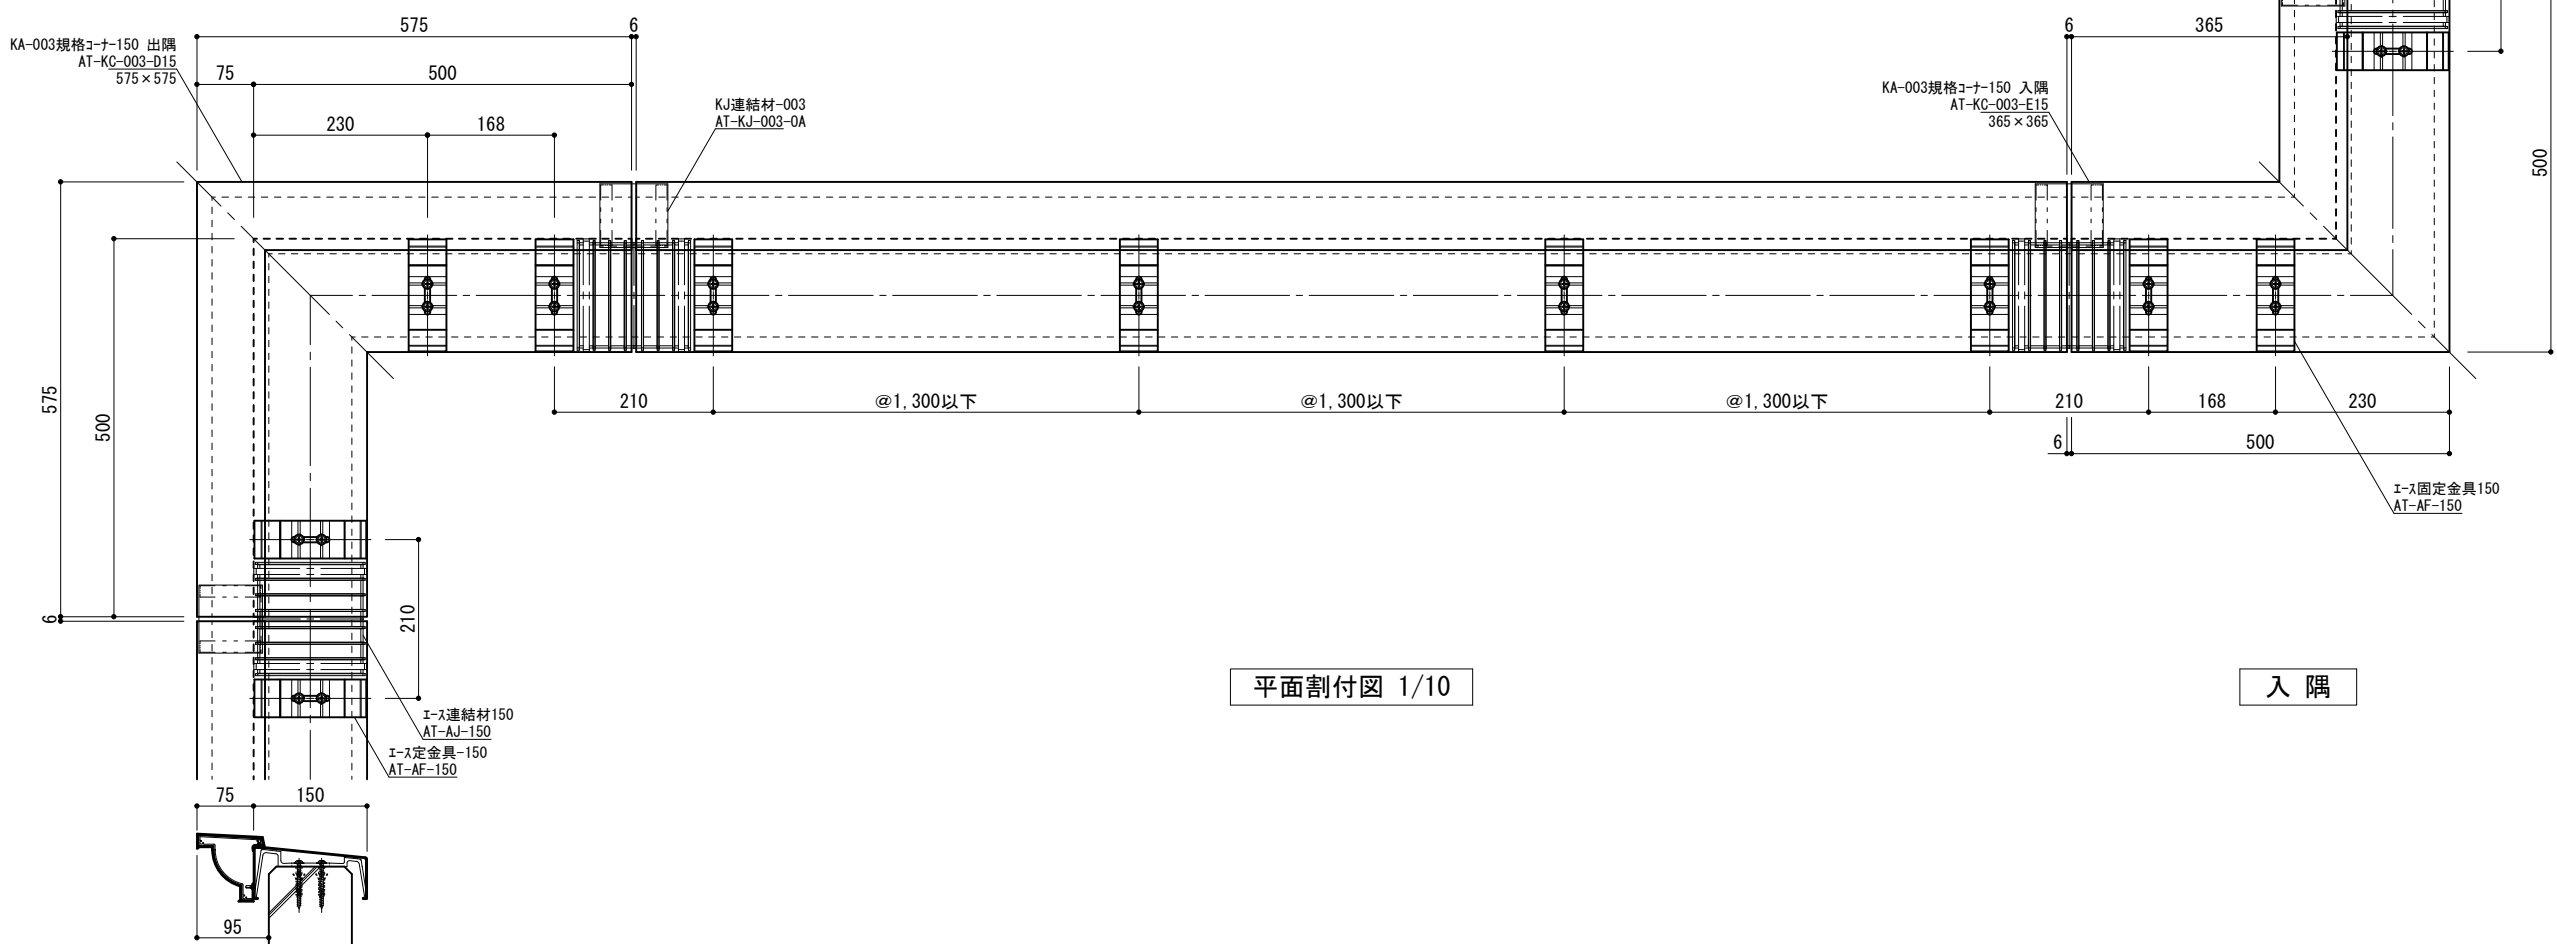 575
6
6
365
KA-003規格ｺｰﾅｰ150 出隅
AT-KC-003-D15
575×575
75
500
KJ連結材-003
AT-KJ-003-OA
KA-003規格ｺｰﾅｰ150 入隅
AT-KC-003-E15
365×365
230
168
500
575
500
210
@1,300以下
@1,300以下
@1,300以下
210
168
230
6
500
ｴｰｽ固定金具150
AT-AF-150
6
210
平面割付図 1/10
入 隅
ｴｰｽ連結材150
AT-AJ-150
ｴｰｽ定金具-150
AT-AF-150
75
150
95